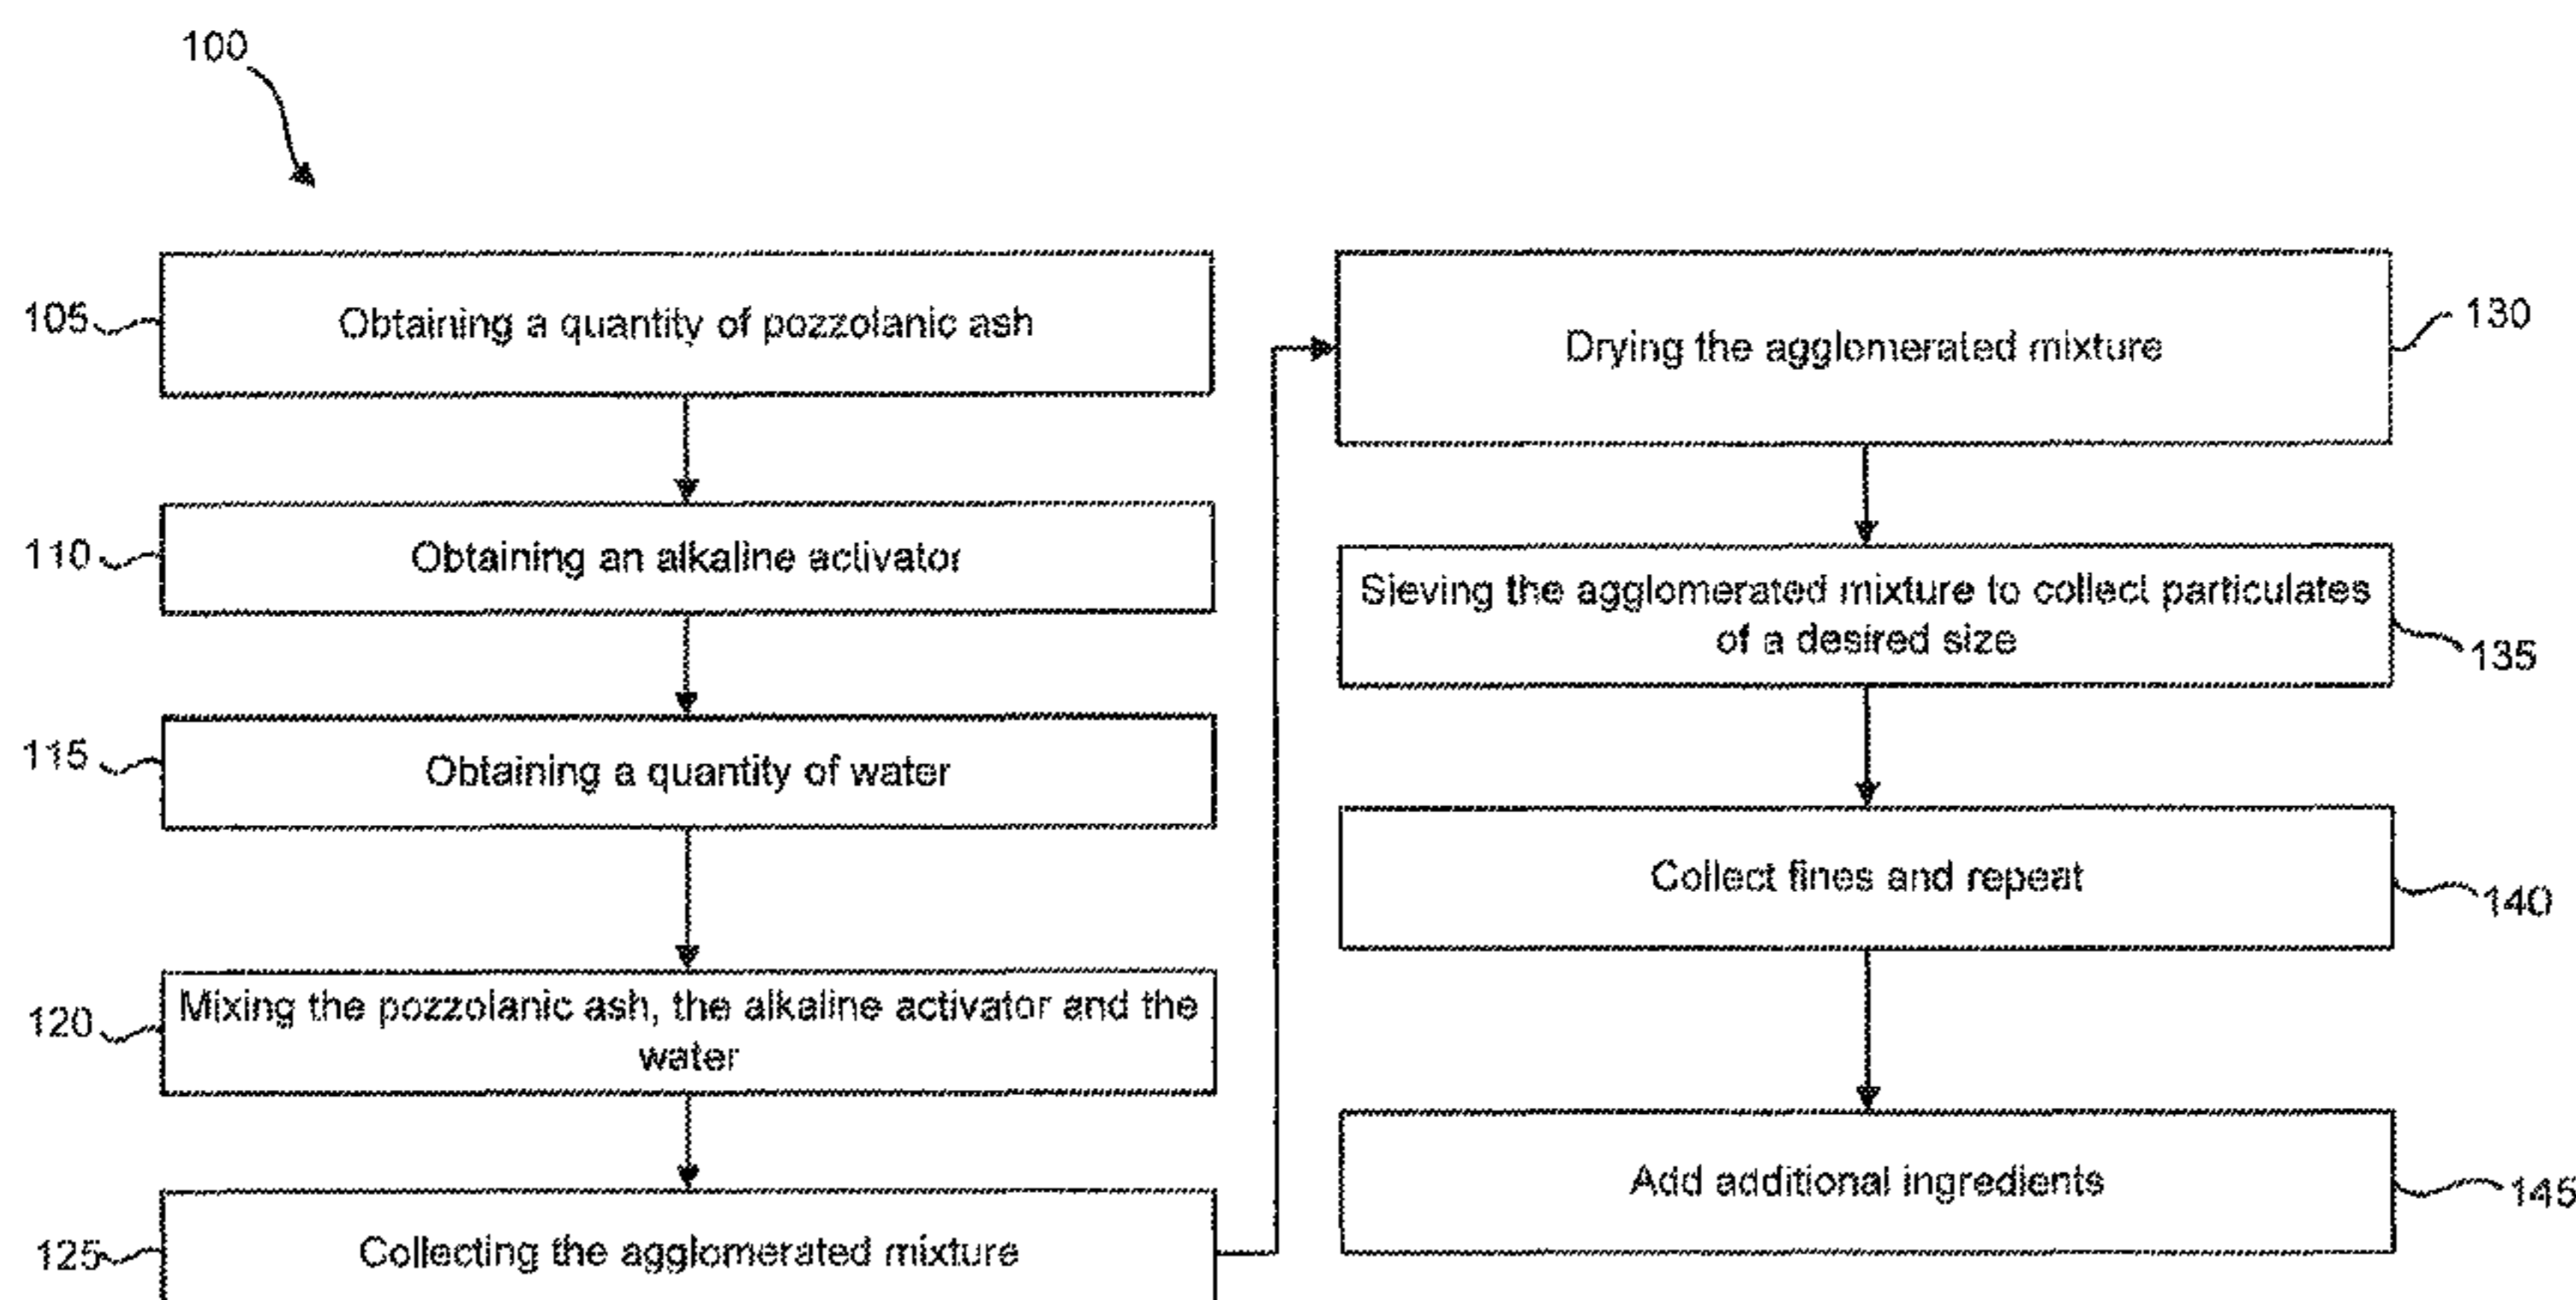 100
105
Obtaining a quantity of pozzolanic ash
110
Obtaining an alkaline activator
115
Obtaining a quantity of water
120
Mixing the pozzolanic ash, the alkaline activator and the
water
125
Collecting the agglomerated mixture
Drying the agglomerated mixture
130
Sieving the agglomerated mixture to collect particulates
of a desired size
135
Collect fines and repeat
140
Add additional ingredients
145